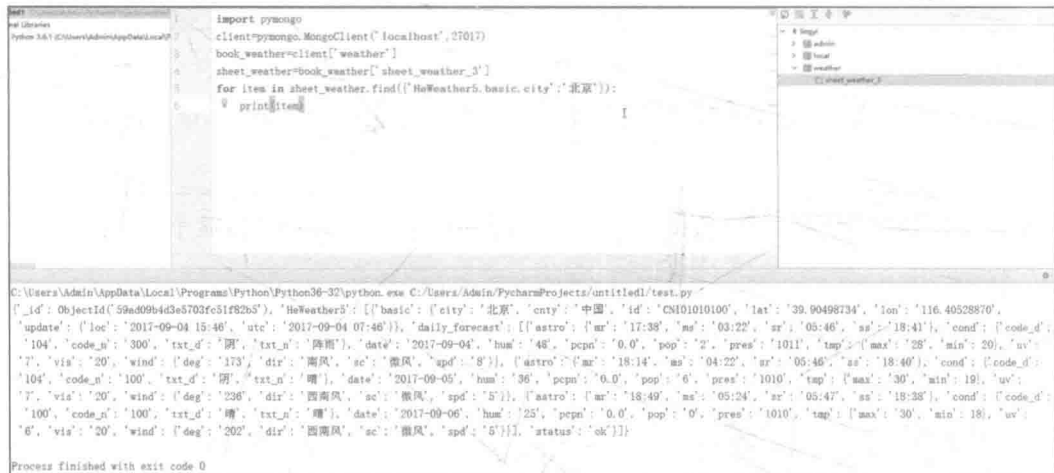 nal Libraries
1 import pymongo
client=pymongo.MongoClient('localhost',27017)
3 book_weather=client['weather']
4 sheet_weather=book_weather['sheet_weather_3']
5 for item in sheet_weather.find({'HeWeather5.basic.city':'北京'}):
6 print(item)
admin
local
weather
sheet_weather_3
C:\Users\Admin\AppData\Local\Programs\Python\Python36-32\python.exe C:/Users/Admin/PycharmProjects/untitled1/test.py
{'_id': ObjectId('59ad09b4d3e5703fc51f82b5'), 'HeWeather5': [{'basic': {'city': '北京', 'cnty': '中国', 'id': 'CN101010100', 'lat': '39.90498734', 'lon': '116.40528870',
'update': {'loc': '2017-09-04 15:46', 'utc': '2017-09-04 07:46'}}, 'daily_forecast': [{'astro': {'mr': '17:38', 'ms': '03:22', 'sr': '05:46', 'ss': '18:41'}, 'cond': {'code_d':
'104', 'code_n': '300', 'txt_d': '阴', 'txt_n': '阵雨'}, 'date': '2017-09-04', 'hum': '48', 'pcpn': '0.0', 'pop': '2', 'pres': '1011', 'tmp': {'max': '28', 'min': 20}, 'uv':
'7', 'vis': '20', 'wind': {'deg': '173', 'dir': '南风', 'sc': '微风', 'spd': '8'}}, {'astro': {'mr': '18:14', 'ms': '04:22', 'sr': '05:46', 'ss': '18:40'}, 'cond': {'code_d':
'104', 'code_n': '100', 'txt_d': '阴', 'txt_n': '晴'}, 'date': '2017-09-05', 'hum': '36', 'pcpn': '0.0', 'pop': '6', 'pres': '1010', 'tmp': {'max': '30', 'min': 19}, 'uv':
'7', 'vis': '20', 'wind': {'deg': '236', 'dir': '西南风', 'sc': '微风', 'spd': '5'}}, {'astro': {'mr': '18:49', 'ms': '05:24', 'sr': '05:47', 'ss': '18:38'}, 'cond': {'code_d':
'100', 'code_n': '100', 'txt_d': '晴', 'txt_n': '晴'}, 'date': '2017-09-06', 'hum': '25', 'pcpn': '0.0', 'pop': '0', 'pres': '1010', 'tmp': {'max': '30', 'min': 18}, 'uv':
'6', 'vis': '20', 'wind': {'deg': '202', 'dir': '西南风', 'sc': '微风', 'spd': '5'}}], 'status': 'ok'}]}
Process finished with exit code 0